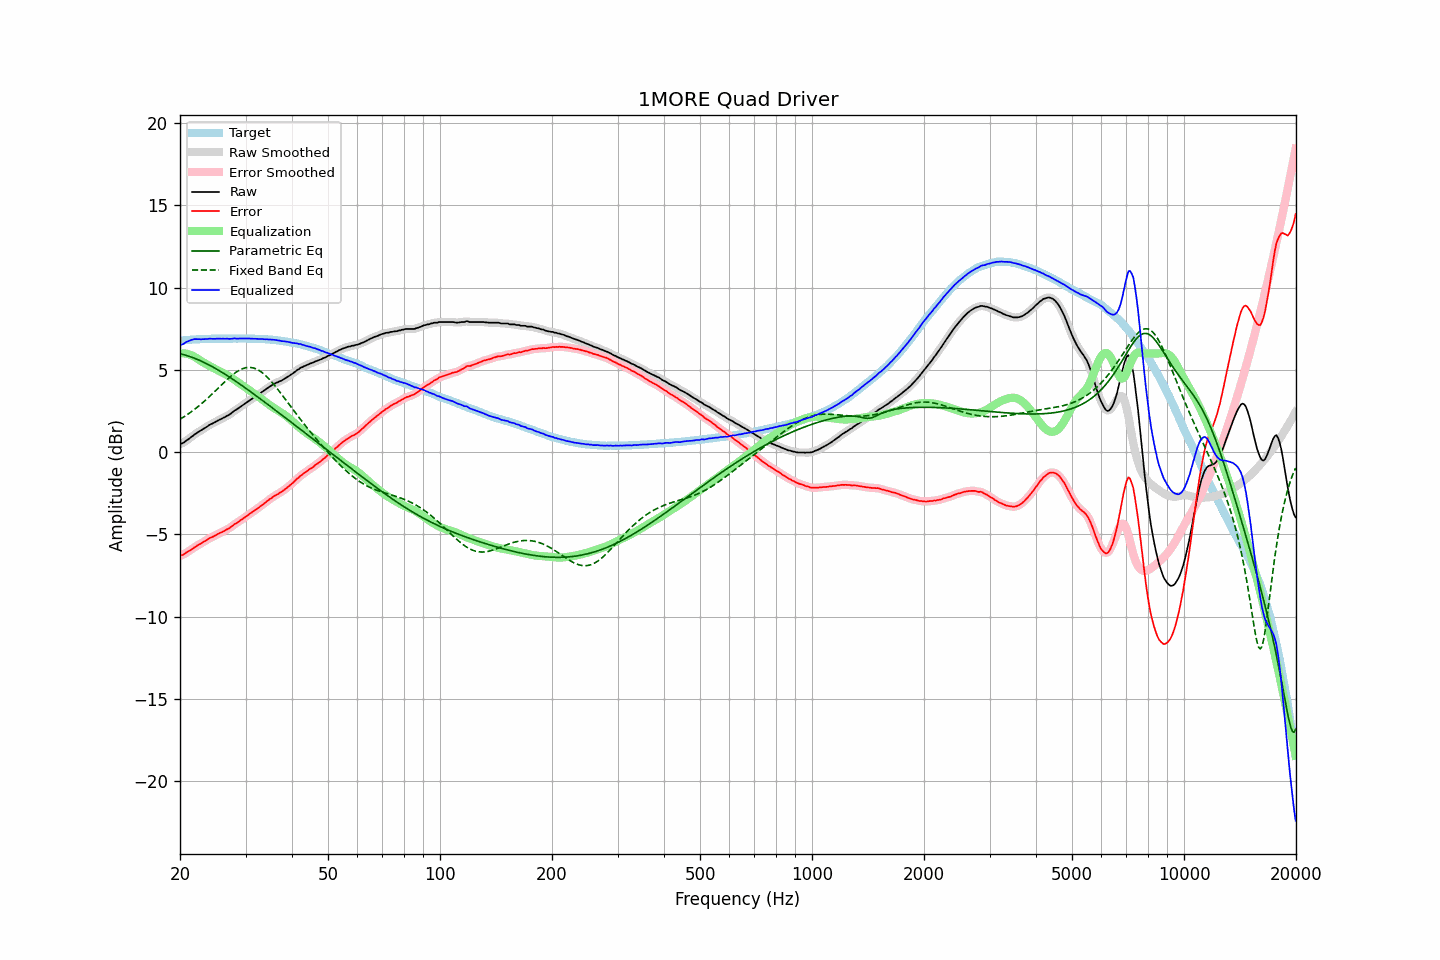 1MORE Quad Driver
Target
Raw Smoothed
Error Smoothed
Raw
Error
Equalization
Parametric Eq
Fixed Band Eq
Equalized
20
15
10
5
0
−5
−10
−15
−20
Amplitude (dBr)
20 50 100 200 500 1000 2000 5000 10000 20000
Frequency (Hz)